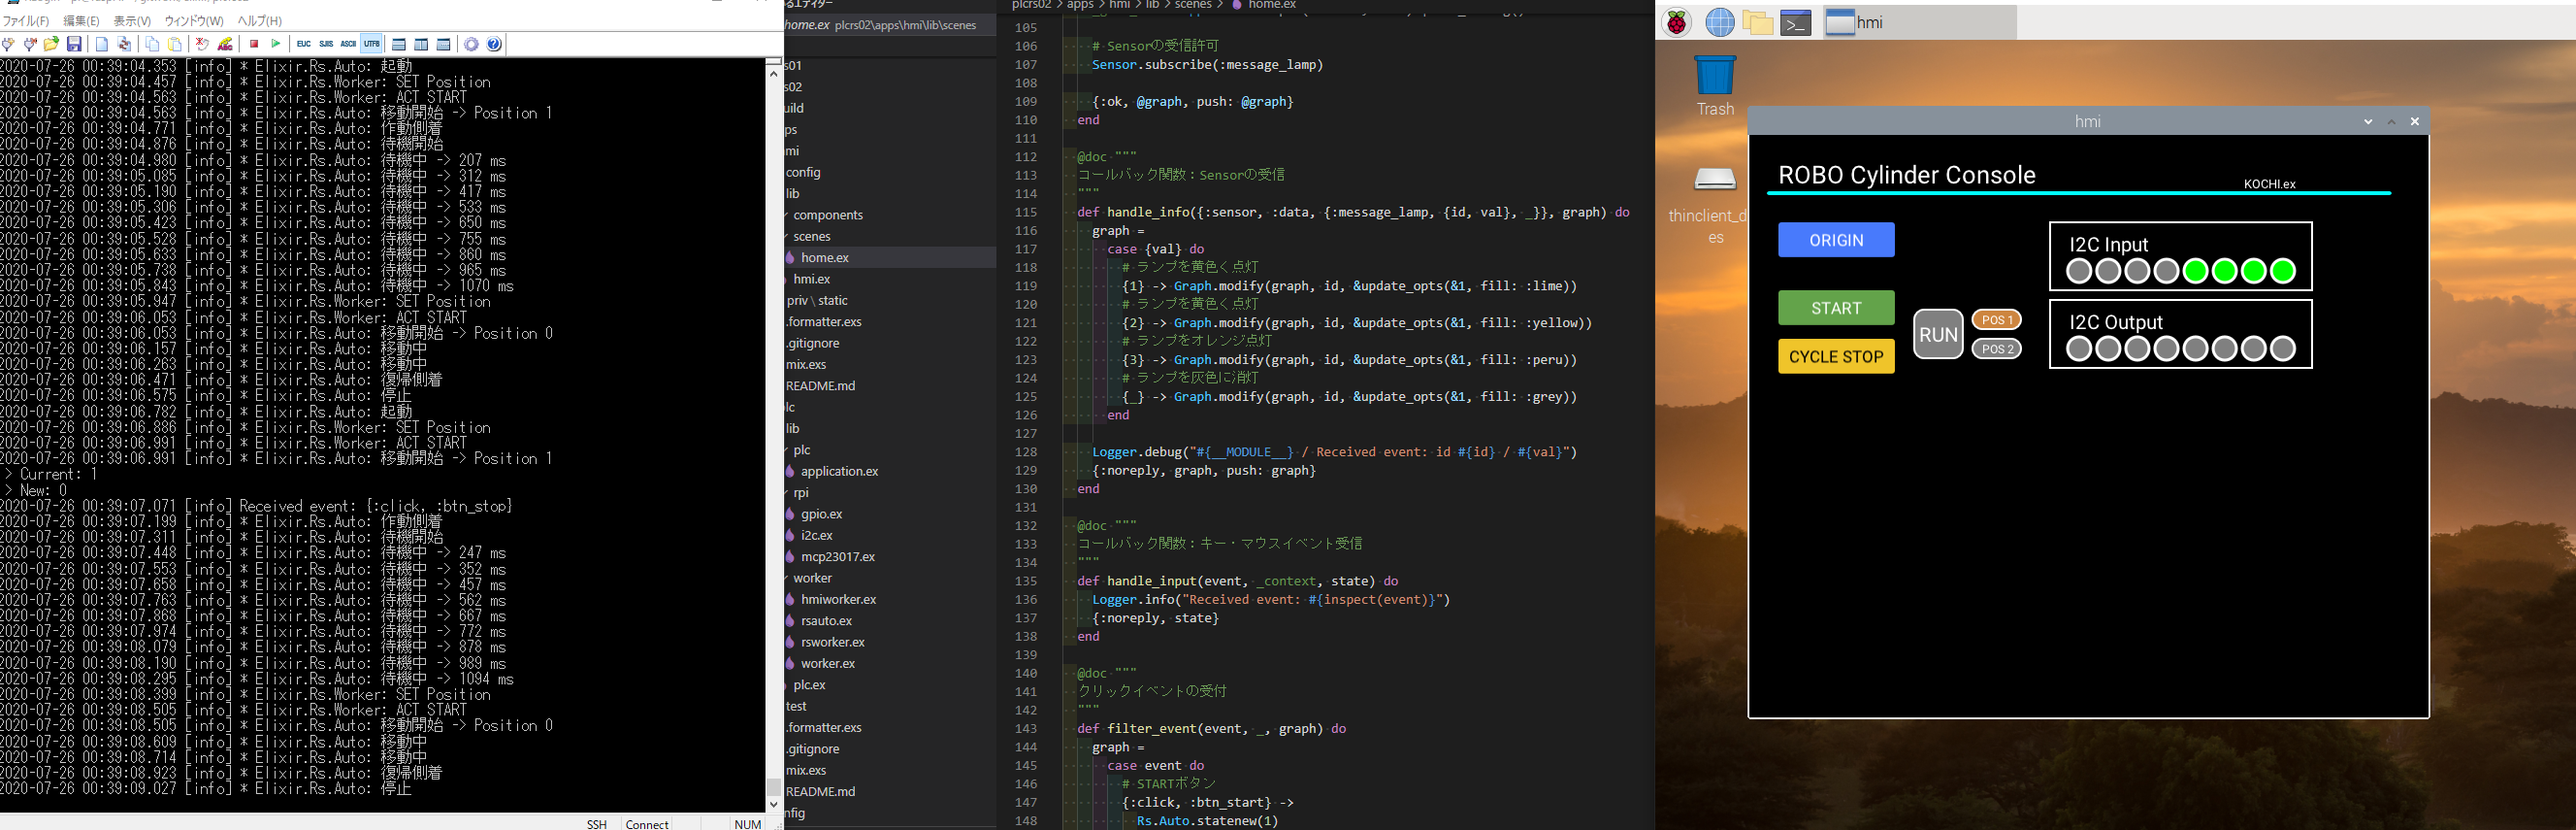 ファイル(F) 編集(E) 表示(V) ウィンドウ(W) ヘルプ(H)
EUC SJIS ASCII UTF8
2020-07-26 00:39:04.353 [info] * Elixir.Rs.Auto: 起動
2020-07-26 00:39:04.457 [info] * Elixir.Rs.Worker: SET Position
2020-07-26 00:39:04.563 [info] * Elixir.Rs.Worker: ACT START
2020-07-26 00:39:04.563 [info] * Elixir.Rs.Auto: 移動開始 -> Position 1
2020-07-26 00:39:04.771 [info] * Elixir.Rs.Auto: 作動側着
2020-07-26 00:39:04.876 [info] * Elixir.Rs.Auto: 待機開始
2020-07-26 00:39:04.980 [info] * Elixir.Rs.Auto: 待機中 -> 207 ms
2020-07-26 00:39:05.085 [info] * Elixir.Rs.Auto: 待機中 -> 312 ms
2020-07-26 00:39:05.190 [info] * Elixir.Rs.Auto: 待機中 -> 417 ms
2020-07-26 00:39:05.306 [info] * Elixir.Rs.Auto: 待機中 -> 533 ms
2020-07-26 00:39:05.423 [info] * Elixir.Rs.Auto: 待機中 -> 650 ms
2020-07-26 00:39:05.528 [info] * Elixir.Rs.Auto: 待機中 -> 755 ms
2020-07-26 00:39:05.633 [info] * Elixir.Rs.Auto: 待機中 -> 860 ms
2020-07-26 00:39:05.738 [info] * Elixir.Rs.Auto: 待機中 -> 965 ms
2020-07-26 00:39:05.843 [info] * Elixir.Rs.Auto: 待機中 -> 1070 ms
2020-07-26 00:39:05.947 [info] * Elixir.Rs.Worker: SET Position
2020-07-26 00:39:06.053 [info] * Elixir.Rs.Worker: ACT START
2020-07-26 00:39:06.053 [info] * Elixir.Rs.Auto: 移動開始 -> Position 0
2020-07-26 00:39:06.157 [info] * Elixir.Rs.Auto: 移動中
2020-07-26 00:39:06.263 [info] * Elixir.Rs.Auto: 移動中
2020-07-26 00:39:06.471 [info] * Elixir.Rs.Auto: 復帰側着
2020-07-26 00:39:06.575 [info] * Elixir.Rs.Auto: 停止
2020-07-26 00:39:06.782 [info] * Elixir.Rs.Auto: 起動
2020-07-26 00:39:06.886 [info] * Elixir.Rs.Worker: SET Position
2020-07-26 00:39:06.991 [info] * Elixir.Rs.Worker: ACT START
2020-07-26 00:39:06.991 [info] * Elixir.Rs.Auto: 移動開始 -> Position 1
> Current: 1
> New: 0
2020-07-26 00:39:07.071 [info] Received event: {:click, :btn_stop}
2020-07-26 00:39:07.199 [info] * Elixir.Rs.Auto: 作動側着
2020-07-26 00:39:07.311 [info] * Elixir.Rs.Auto: 待機開始
2020-07-26 00:39:07.448 [info] * Elixir.Rs.Auto: 待機中 -> 247 ms
2020-07-26 00:39:07.553 [info] * Elixir.Rs.Auto: 待機中 -> 352 ms
2020-07-26 00:39:07.658 [info] * Elixir.Rs.Auto: 待機中 -> 457 ms
2020-07-26 00:39:07.763 [info] * Elixir.Rs.Auto: 待機中 -> 562 ms
2020-07-26 00:39:07.868 [info] * Elixir.Rs.Auto: 待機中 -> 667 ms
2020-07-26 00:39:07.974 [info] * Elixir.Rs.Auto: 待機中 -> 772 ms
2020-07-26 00:39:08.079 [info] * Elixir.Rs.Auto: 待機中 -> 878 ms
2020-07-26 00:39:08.190 [info] * Elixir.Rs.Auto: 待機中 -> 989 ms
2020-07-26 00:39:08.295 [info] * Elixir.Rs.Auto: 待機中 -> 1094 ms
2020-07-26 00:39:08.399 [info] * Elixir.Rs.Worker: SET Position
2020-07-26 00:39:08.505 [info] * Elixir.Rs.Worker: ACT START
2020-07-26 00:39:08.505 [info] * Elixir.Rs.Auto: 移動開始 -> Position 0
2020-07-26 00:39:08.609 [info] * Elixir.Rs.Auto: 移動中
2020-07-26 00:39:08.714 [info] * Elixir.Rs.Auto: 移動中
2020-07-26 00:39:08.923 [info] * Elixir.Rs.Auto: 復帰側着
2020-07-26 00:39:09.027 [info] * Elixir.Rs.Auto: 停止
SSH Connect NUM
るエディター
home.ex plcrs02\apps\hmi\lib\scenes
s01
s02
uild
ps
mi
config
lib
components
scenes
home.ex
hmi.ex
priv \ static
.formatter.exs
.gitignore
mix.exs
README.md
lc
lib
plc
application.ex
rpi
gpio.ex
i2c.ex
mcp23017.ex
worker
hmiworker.ex
rsauto.ex
rsworker.ex
worker.ex
plc.ex
test
.formatter.exs
.gitignore
mix.exs
README.md
nfig
plcrs02 > apps > hmi > lib > scenes > home.ex
105
106 # Sensorの受信許可
107 Sensor.subscribe(:message_lamp)
108
109 {:ok, @graph, push: @graph}
110 end
111
112 @doc """
113 コールバック関数：Sensorの受信
114 """
115 def handle_info({:sensor, :data, {:message_lamp, {id, val}, _}}, graph) do
116 graph =
117 case {val} do
118 # ランプを黄色く点灯
119 {1} -> Graph.modify(graph, id, &update_opts(&1, fill: :lime))
120 # ランプを黄色く点灯
121 {2} -> Graph.modify(graph, id, &update_opts(&1, fill: :yellow))
122 # ランプをオレンジ点灯
123 {3} -> Graph.modify(graph, id, &update_opts(&1, fill: :peru))
124 # ランプを灰色に消灯
125 {_} -> Graph.modify(graph, id, &update_opts(&1, fill: :grey))
126 end
127
128 Logger.debug("#{__MODULE__} / Received event: id #{id} / #{val}")
129 {:noreply, graph, push: graph}
130 end
131
132 @doc """
133 コールバック関数：キー・マウスイベント受信
134 """
135 def handle_input(event, _context, state) do
136 Logger.info("Received event: #{inspect(event)}")
137 {:noreply, state}
138 end
139
140 @doc """
141 クリックイベントの受付
142 """
143 def filter_event(event, _, graph) do
144 graph =
145 case event do
146 # STARTボタン
147 {:click, :btn_start} ->
148 Rs.Auto.statenew(1)
hmi
Trash
thinclient_d
es
hmi
ROBO Cylinder Console
KOCHI.ex
ORIGIN
START
CYCLE STOP
RUN
POS 1
POS 2
I2C Input
I2C Output